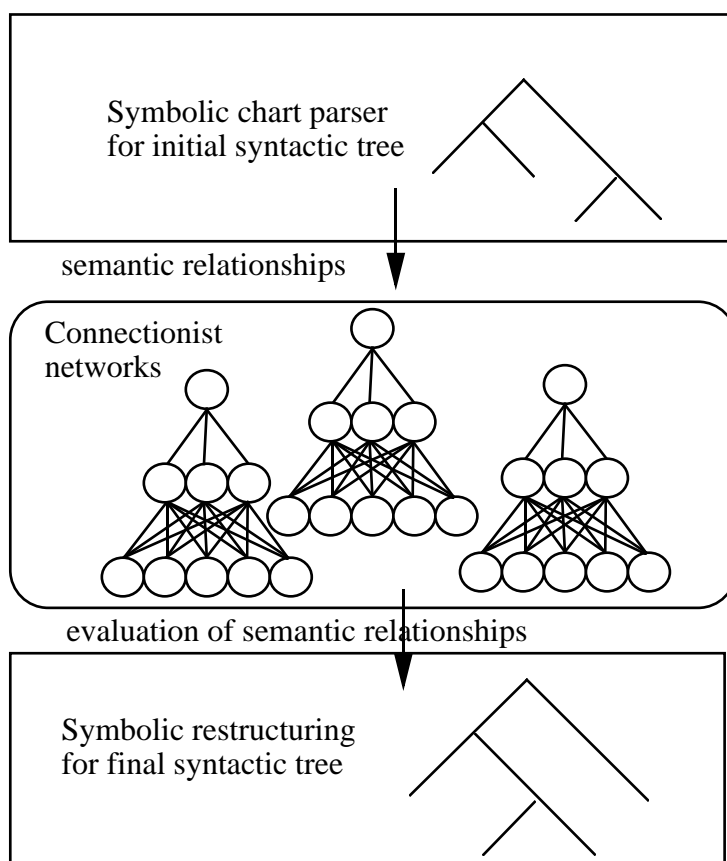 Symbolic chart parser
for initial syntactic tree
semantic relationships
Connectionist
networks
evaluation of semantic relationships
Symbolic restructuring
for final syntactic tree